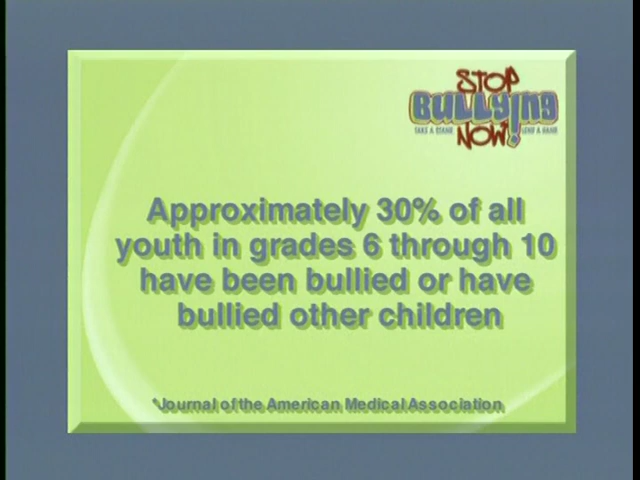 STOP
BULLYING
TAKE A STAND LEND A HAND
NOW!
Approximately 30% of all
youth in grades 6 through 10
have been bullied or have
bullied other children
*Journal of the American Medical Association